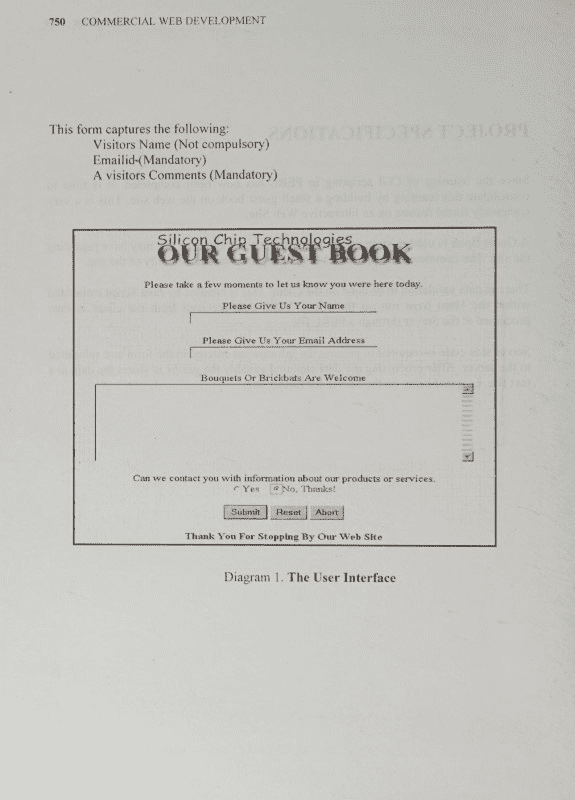 750 COMMERCIAL WEB DEVELOPMENT
This form captures the following:
Visitors Name (Not compulsory)
Emailid-(Mandatory)
A visitors Comments (Mandatory)
Silicon Chip Technologies
OUR GUEST BOOK
Please take a few moments to let us know you were here today.
Please Give Us Your Name
Please Give Us Your Email Address
Bouquets Or Brickbats Are Welcome
Can we contact you with information about our products or services.
Yes No, Thanks!
Submit Reset Abort
Thank You For Stopping By Our Web Site
Diagram 1. The User Interface